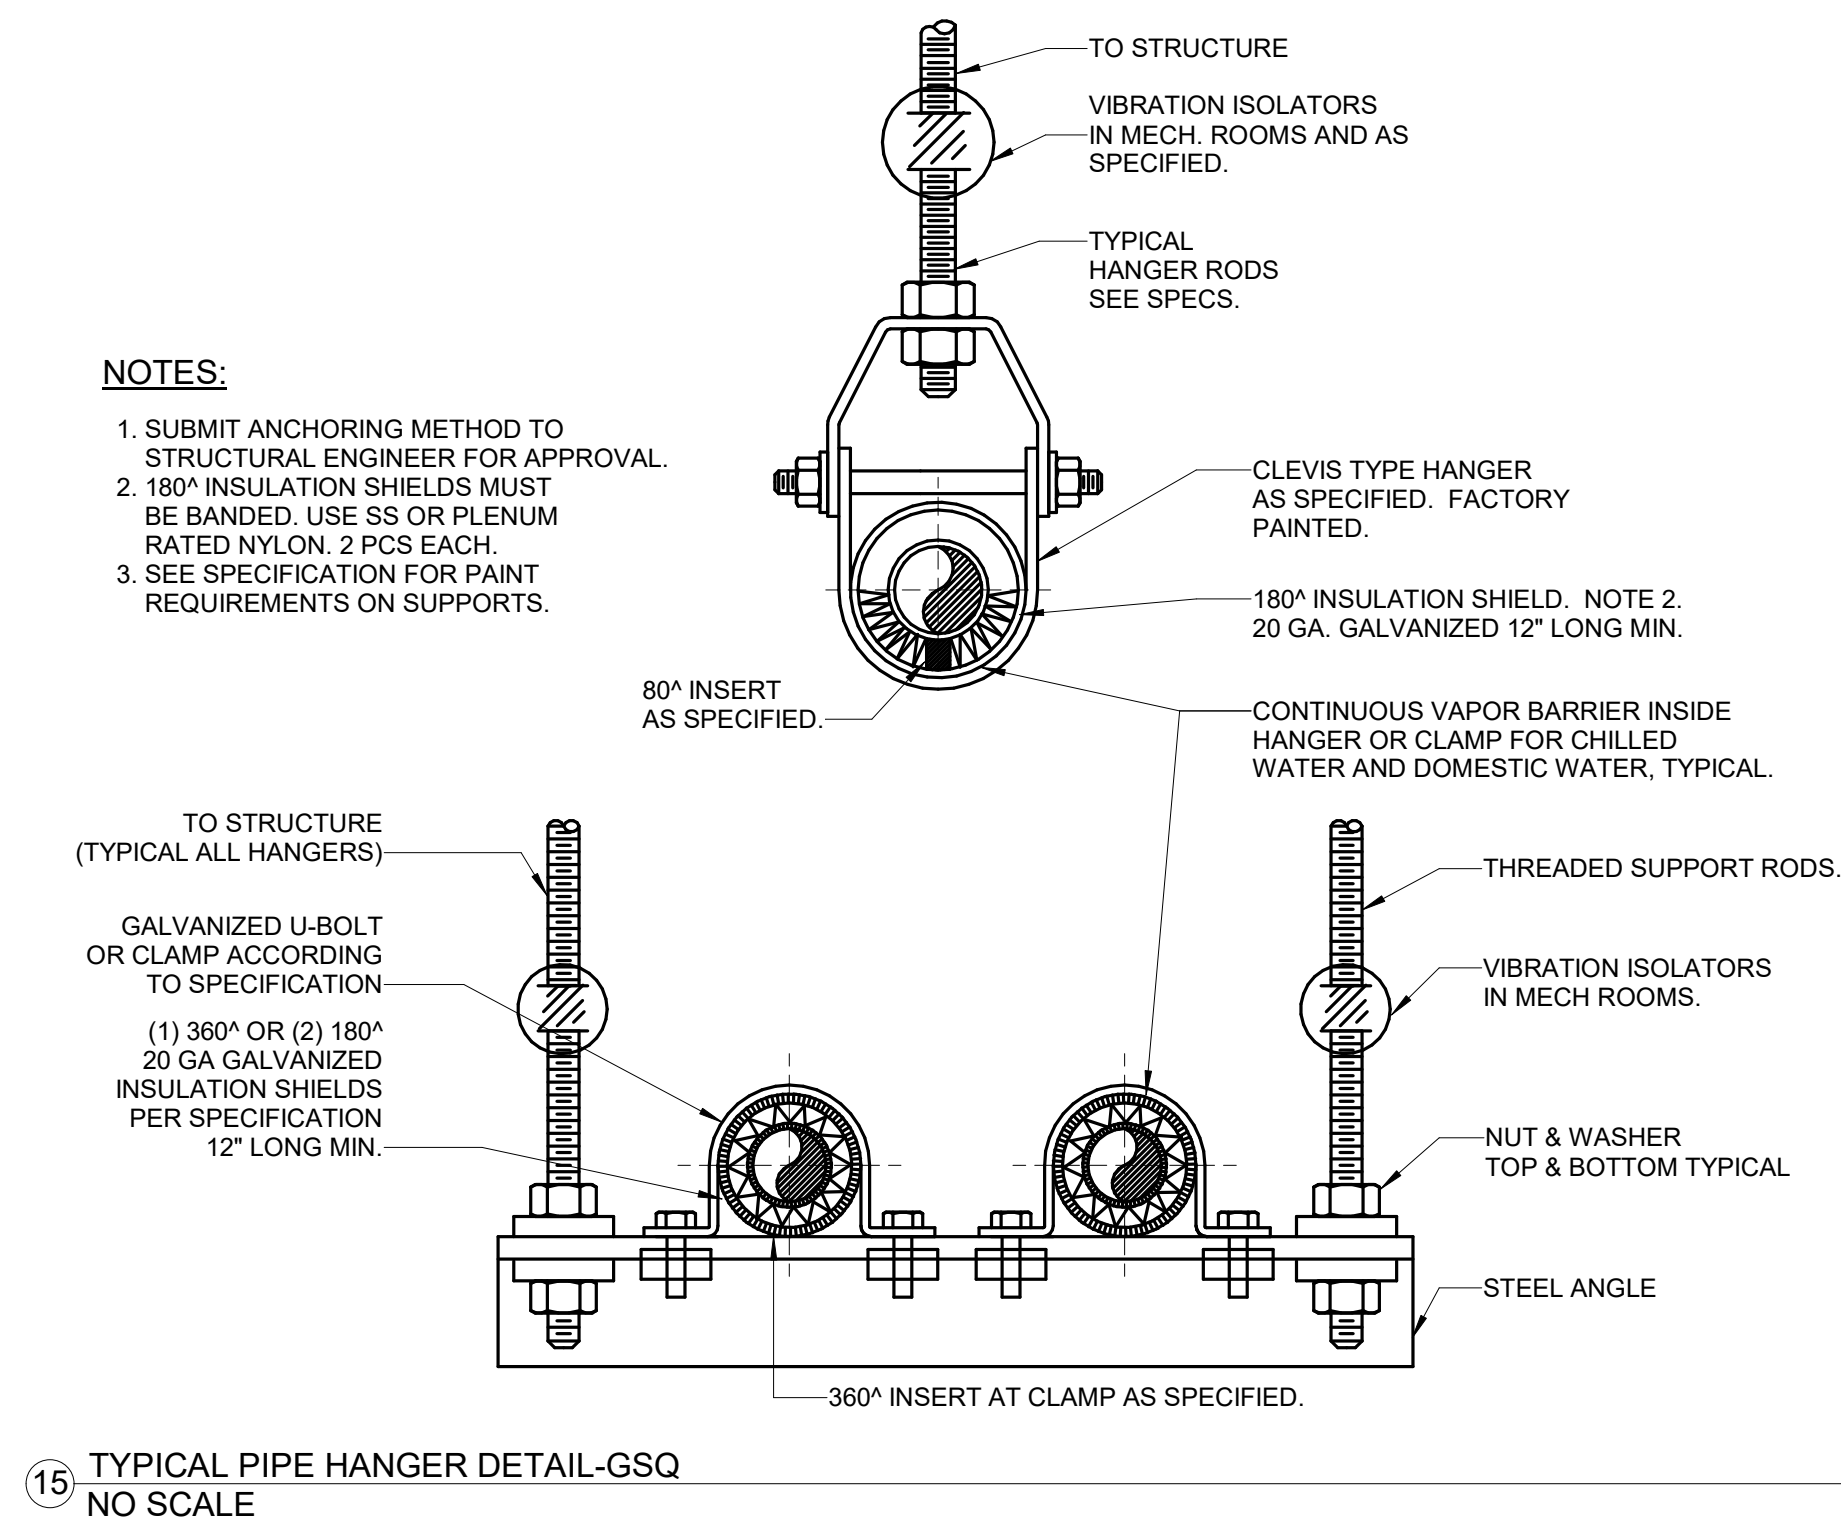 TO STRUCTURE
VIBRATION ISOLATORS
IN MECH. ROOMS AND AS
SPECIFIED.
TYPICAL
HANGER RODS
SEE SPECS.
NOTES:
1. SUBMIT ANCHORING METHOD TO
STRUCTURAL ENGINEER FOR APPROVAL.
2. 180^ INSULATION SHIELDS MUST
BE BANDED. USE SS OR PLENUM
RATED NYLON. 2 PCS EACH.
3. SEE SPECIFICATION FOR PAINT
REQUIREMENTS ON SUPPORTS.
CLEVIS TYPE HANGER
AS SPECIFIED. FACTORY
PAINTED.
180^ INSULATION SHIELD. NOTE 2.
20 GA. GALVANIZED 12" LONG MIN.
80^ INSERT
AS SPECIFIED.
CONTINUOUS VAPOR BARRIER INSIDE
HANGER OR CLAMP FOR CHILLED
WATER AND DOMESTIC WATER, TYPICAL.
TO STRUCTURE
(TYPICAL ALL HANGERS)
GALVANIZED U-BOLT
OR CLAMP ACCORDING
TO SPECIFICATION
(1) 360^ OR (2) 180^
20 GA GALVANIZED
INSULATION SHIELDS
PER SPECIFICATION
12" LONG MIN.
THREADED SUPPORT RODS.
VIBRATION ISOLATORS
IN MECH ROOMS.
NUT & WASHER
TOP & BOTTOM TYPICAL
STEEL ANGLE
360^ INSERT AT CLAMP AS SPECIFIED.
15
TYPICAL PIPE HANGER DETAIL-GSQ
NO SCALE